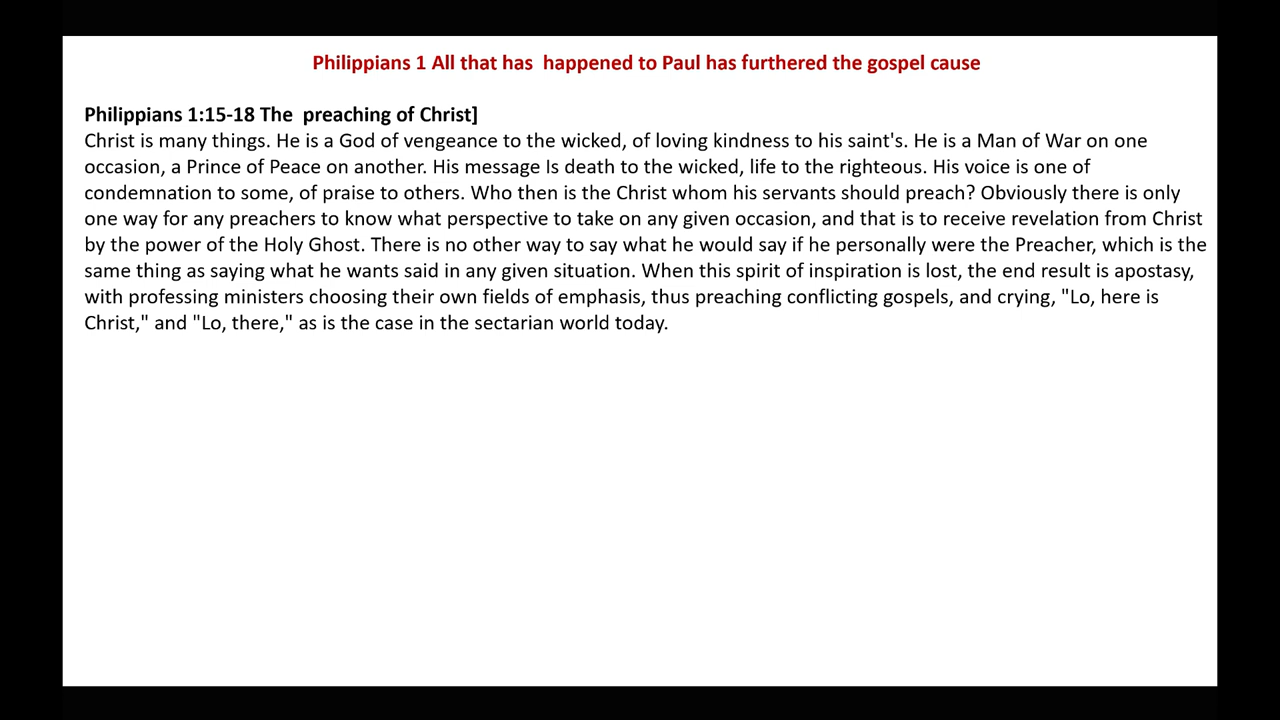 Philippians 1 All that has  happened to Paul has furthered the gospel cause
Philippians 1:15-18 The  preaching of Christ]
Christ is many things. He is a God of vengeance to the wicked, of loving kindness to his saint's. He is a Man of War on one
occasion, a Prince of Peace on another. His message Is death to the wicked, life to the righteous. His voice is one of
condemnation to some, of praise to others. Who then is the Christ whom his servants should preach? Obviously there is only
one way for any preachers to know what perspective to take on any given occasion, and that is to receive revelation from Christ
by the power of the Holy Ghost. There is no other way to say what he would say if he personally were the Preacher, which is the
same thing as saying what he wants said in any given situation. When this spirit of inspiration is lost, the end result is apostasy,
with professing ministers choosing their own fields of emphasis, thus preaching conflicting gospels, and crying, "Lo, here is
Christ," and "Lo, there," as is the case in the sectarian world today.